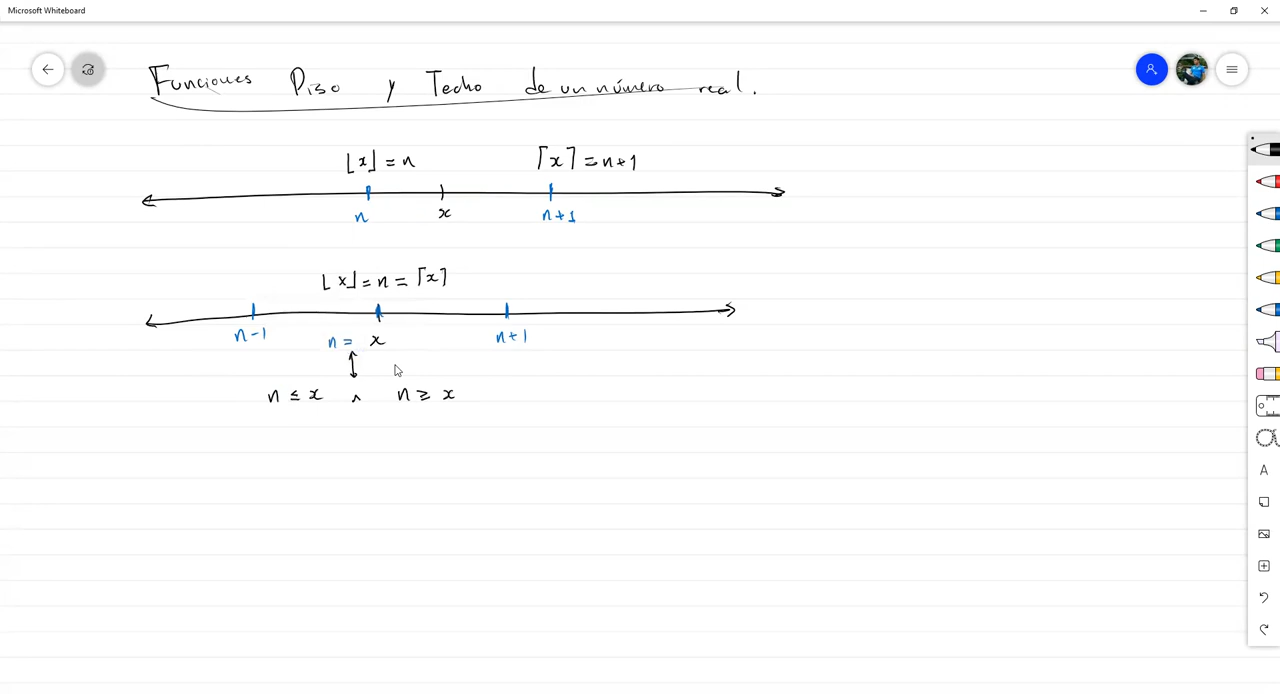 Microsoft Whiteboard
Funciones Piso y Techo de un número real.
⌊x⌋ = n ⌈x⌉ = n+1
n x n+1
⌊x⌋ = n = ⌈x⌉
n-1 n = x n+1
↕
n ≤ x ∧ n ≥ x
A